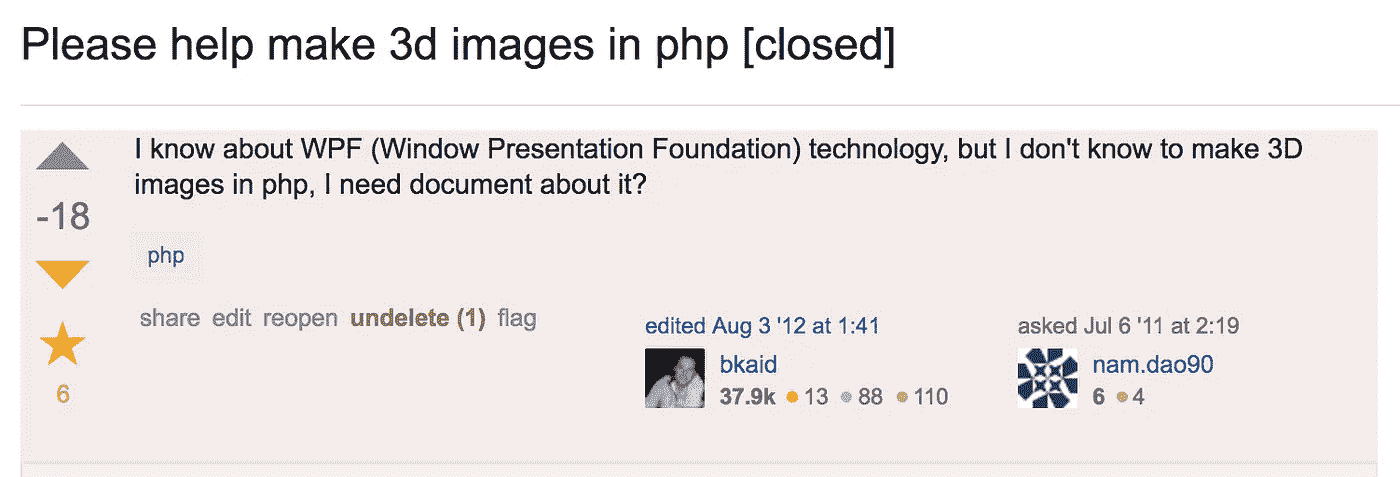 Please help make 3d images in php [closed]
I know about WPF (Window Presentation Foundation) technology, but I don't know to make 3D
images in php, I need document about it?
-18
php
6
share edit reopen undelete (1) flag
edited Aug 3 '12 at 1:41
bkaid
37.9k 13 88 110
asked Jul 6 '11 at 2:19
nam.dao90
6 4